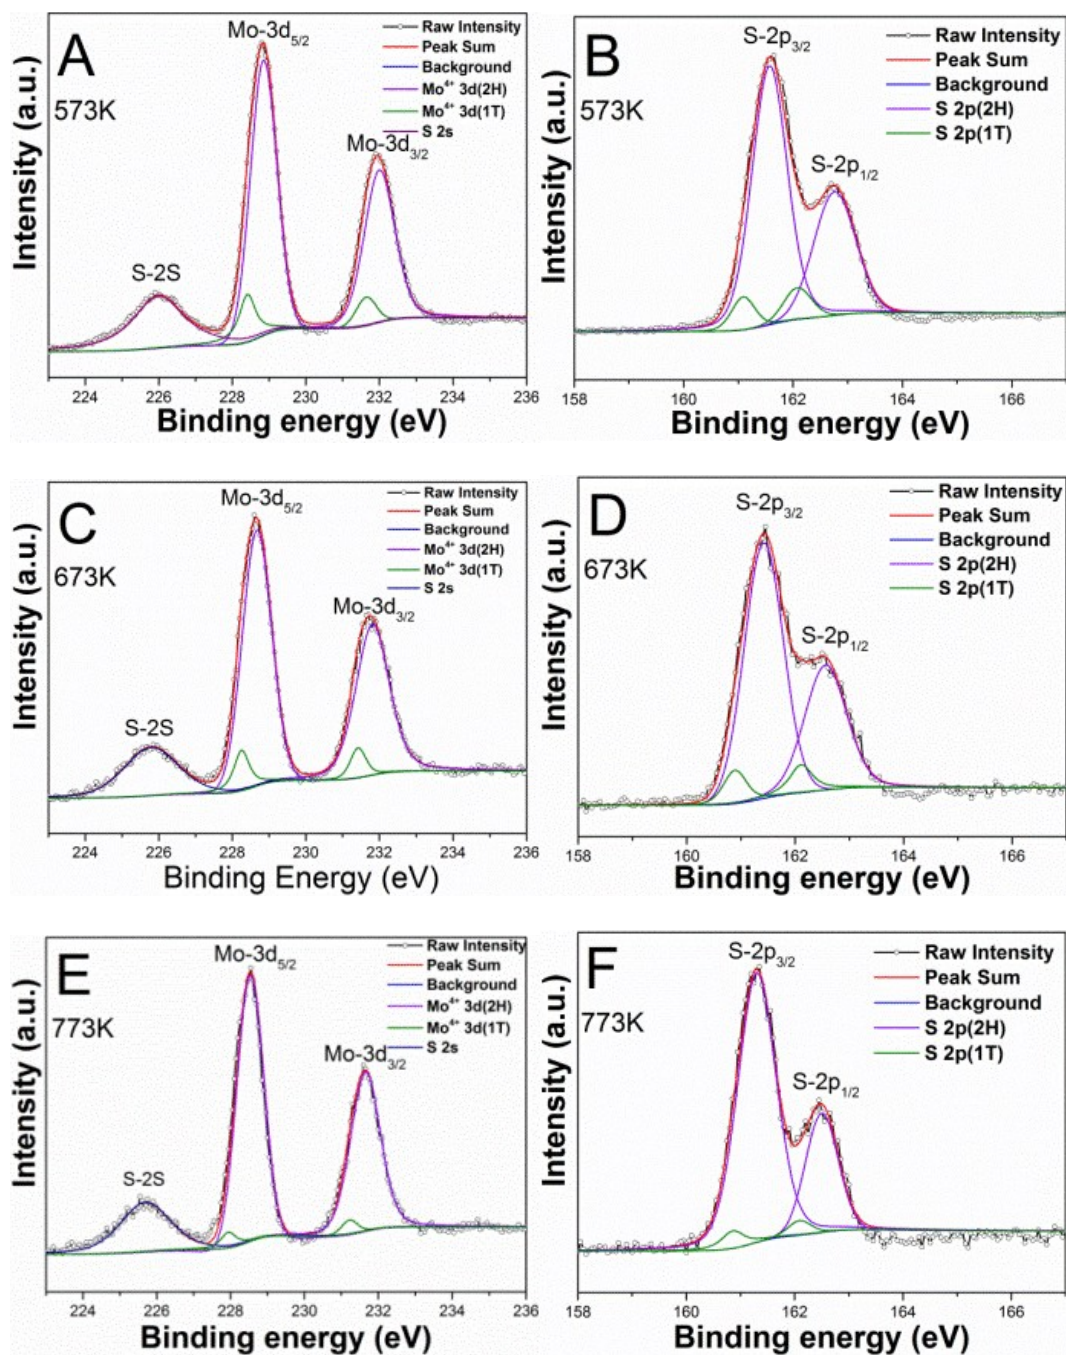 A
573K
Mo-3d5/2
Mo-3d3/2
S-2S
Raw Intensity
Peak Sum
Background
Mo4+ 3d(2H)
Mo4+ 3d(1T)
S 2s
Intensity (a.u.)
224 226 228 230 232 234 236
Binding energy (eV)
B
573K
S-2p3/2
S-2p1/2
Raw Intensity
Peak Sum
Background
S 2p(2H)
S 2p(1T)
Intensity (a.u.)
158 160 162 164 166
Binding energy (eV)
C
673K
Mo-3d5/2
Mo-3d3/2
S-2S
Raw Intensity
Peak Sum
Background
Mo4+ 3d(2H)
Mo4+ 3d(1T)
S 2s
Intensity (a.u.)
224 226 228 230 232 234 236
Binding Energy (eV)
D
673K
S-2p3/2
S-2p1/2
Raw Intensity
Peak Sum
Background
S 2p(2H)
S 2p(1T)
Intensity (a.u.)
158 160 162 164 166
Binding energy (eV)
E
773K
Mo-3d5/2
Mo-3d3/2
S-2S
Raw Intensity
Peak Sum
Background
Mo4+ 3d(2H)
Mo4+ 3d(1T)
S 2s
Intensity (a.u.)
224 226 228 230 232 234 236
Binding energy (eV)
F
773K
S-2p3/2
S-2p1/2
Raw Intensity
Peak Sum
Background
S 2p(2H)
S 2p(1T)
Intensity (a.u.)
158 160 162 164 166
Binding energy (eV)